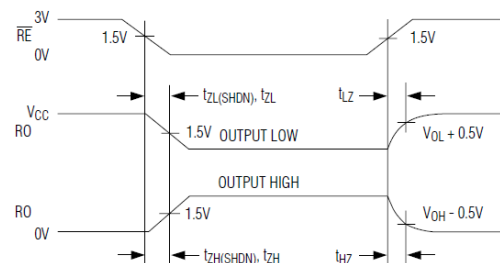 3V
RE
0V
1.5V
1.5V
tZL(SHDN), tZL
tLZ
VCC
RO
1.5V
OUTPUT LOW
VOL + 0.5V
OUTPUT HIGH
RO
0V
1.5V
VOH - 0.5V
tZH(SHDN), tZH
tHZ